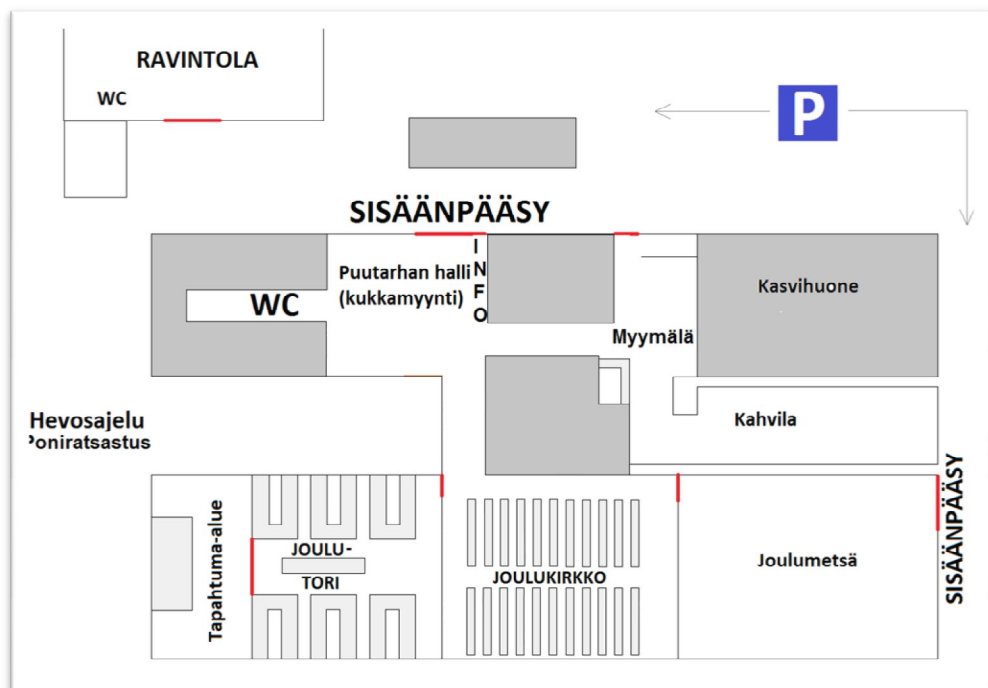 RAVINTOLA
WC
P
SISÄÄNPÄÄSY
Puutarhan halli
(kukkamyynti)
INFO
WC
Kasvihuone
Myymälä
Kahvila
Hevosajelu
Poniratsastus
SISÄÄNPÄÄSY
Tapahtuma-alue
JOULU-
TORI
JOULUKIRKKO
Joulumetsä